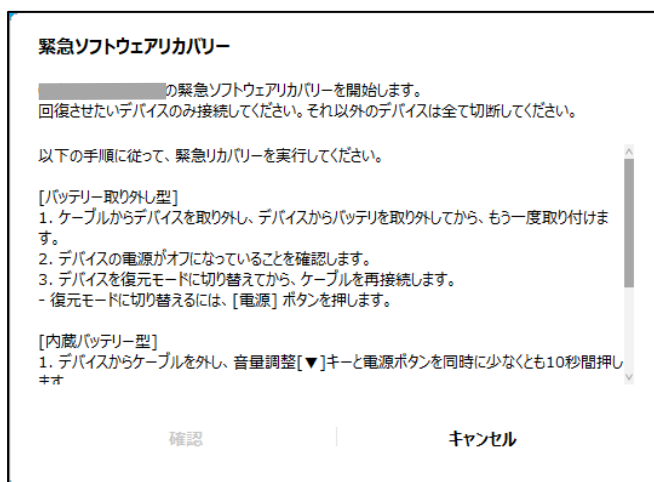 緊急ソフトウェアリカバリー
の緊急ソフトウェアリカバリーを開始します。
回復させたいデバイスのみ接続してください。それ以外のデバイスは全て切断してください。
以下の手順に従って、緊急リカバリーを実行してください。
[バッテリー取り外し型]
1. ケーブルからデバイスを取り外し、デバイスからバッテリを取り外してから、もう一度取り付けま
す。
2. デバイスの電源がオフになっていることを確認します。
3. デバイスを復元モードに切り替えてから、ケーブルを再接続します。
- 復元モードに切り替えるには、[電源] ボタンを押します。
[内蔵バッテリー型]
1. デバイスからケーブルを外し、音量調整[▼]キーと電源ボタンを同時に少なくとも10秒間押し
ます
確認
キャンセル